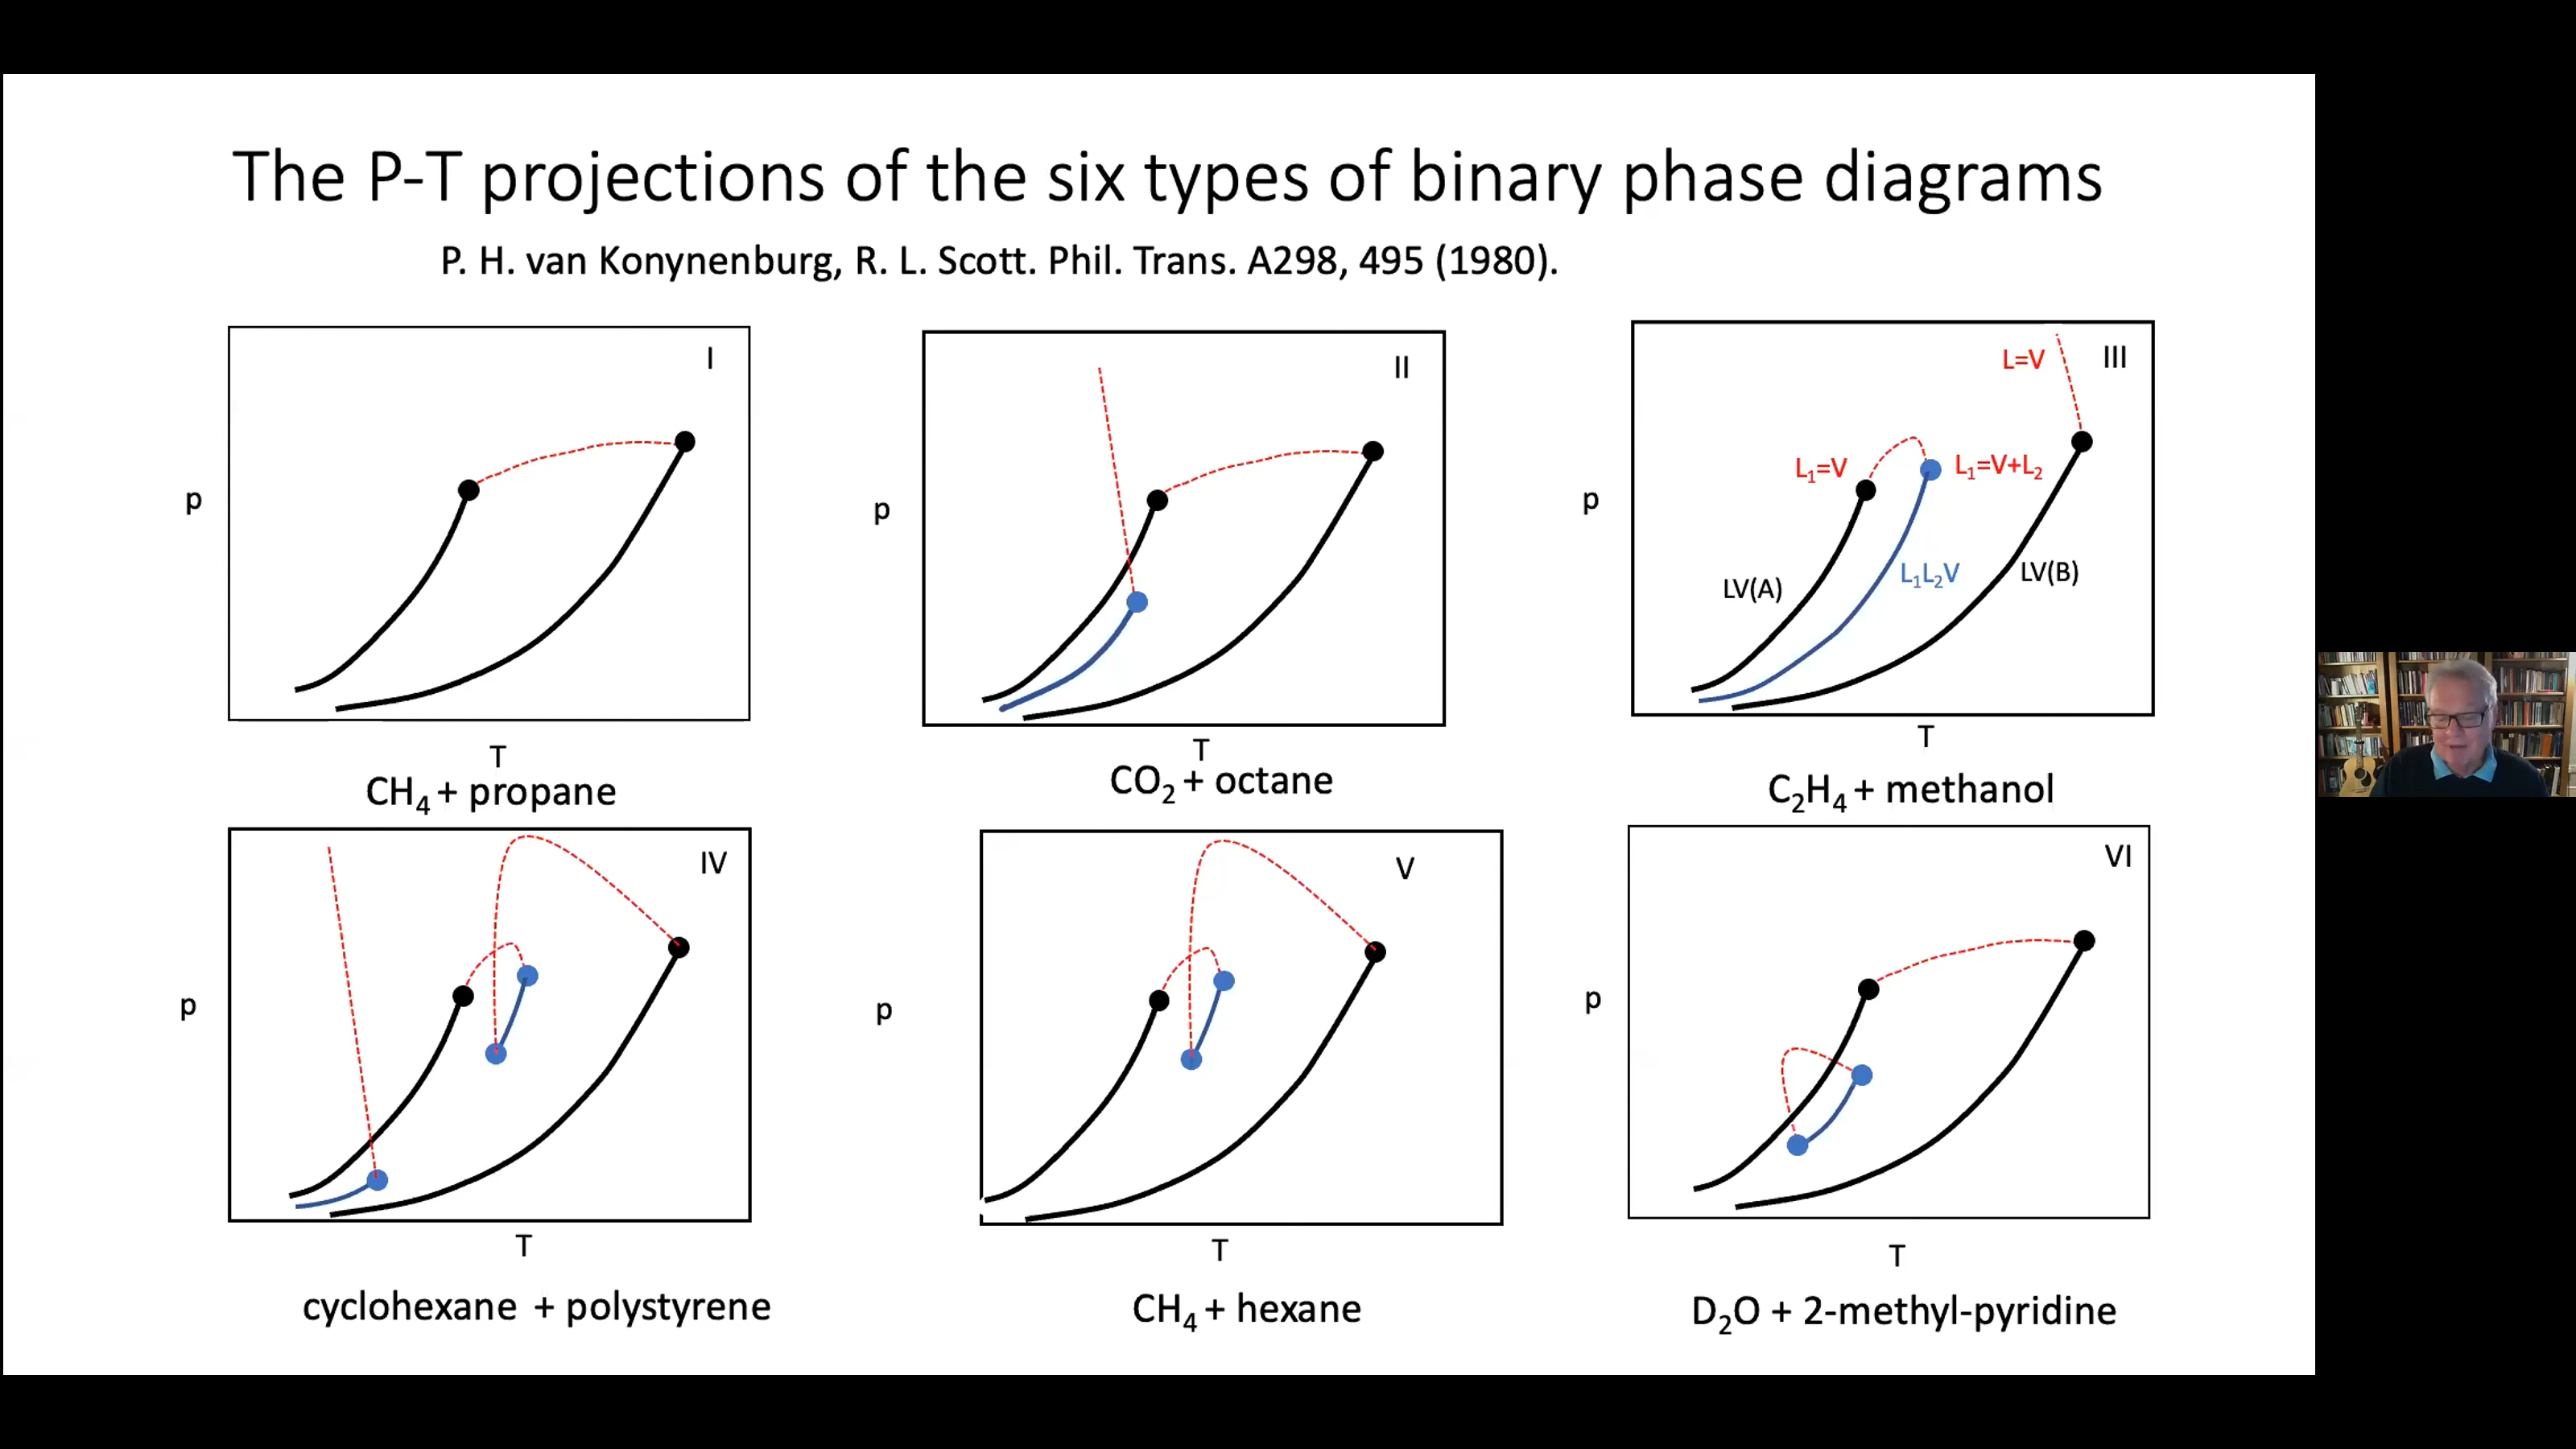 The P-T projections of the six types of binary phase diagrams
P. H. van Konynenburg, R. L. Scott. Phil. Trans. A298, 495 (1980).
I
p
T
CH₄ + propane
II
p
T
CO₂ + octane
III
L=V
L₁=V
L₁=V+L₂
LV(A)
L₁L₂V
LV(B)
p
T
C₂H₄ + methanol
IV
p
T
cyclohexane + polystyrene
V
p
T
CH₄ + hexane
VI
p
T
D₂O + 2-methyl-pyridine